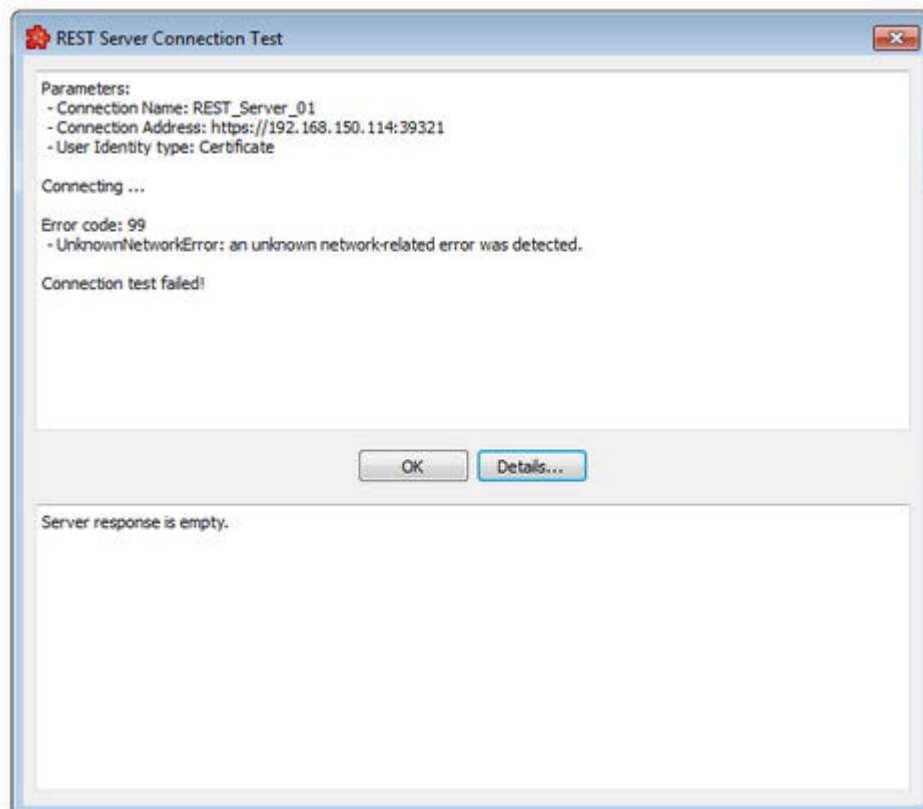 REST Server Connection Test
Parameters:
- Connection Name: REST_Server_01
- Connection Address: https://192.168.150.114:39321
- User Identity type: Certificate
Connecting ...
Error code: 99
- UnknownNetworkError: an unknown network-related error was detected.
Connection test failed!
OK
Details...
Server response is empty.